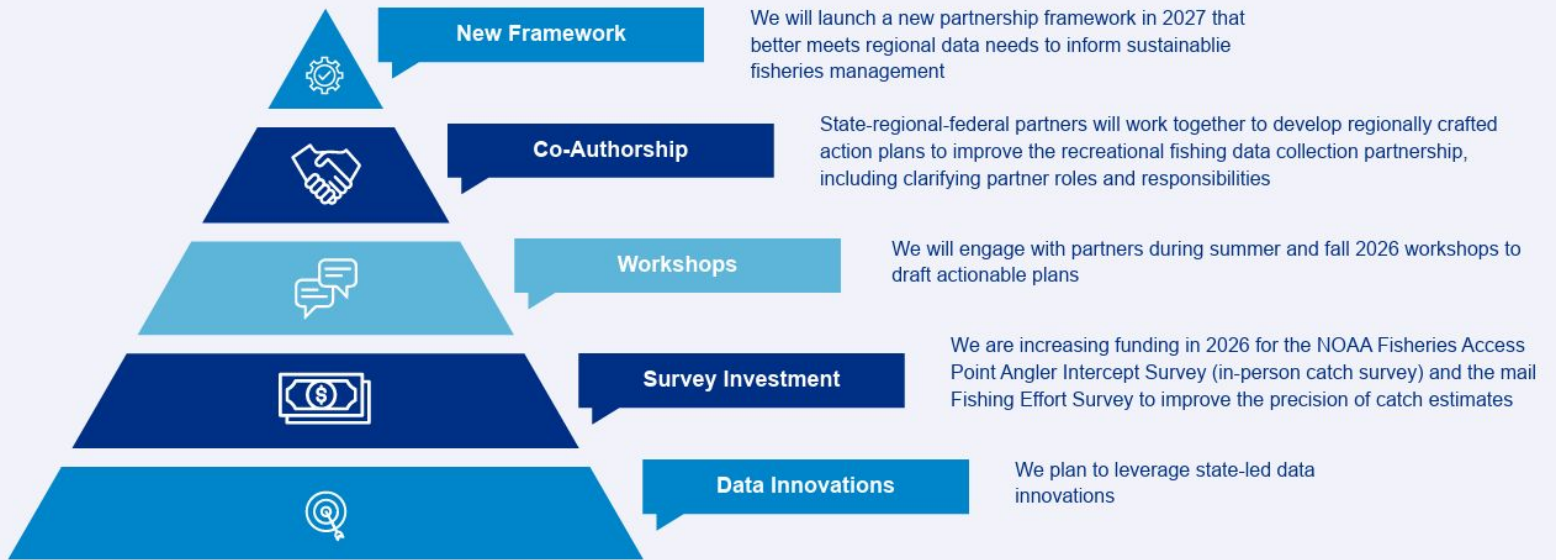 New Framework
We will launch a new partnership framework in 2027 that
better meets regional data needs to inform sustainablie
fisheries management
Co-Authorship
State-regional-federal partners will work together to develop regionally crafted
action plans to improve the recreational fishing data collection partnership,
including clarifying partner roles and responsibilities
Workshops
We will engage with partners during summer and fall 2026 workshops to
draft actionable plans
$
Survey Investment
We are increasing funding in 2026 for the NOAA Fisheries Access
Point Angler Intercept Survey (in-person catch survey) and the mail
Fishing Effort Survey to improve the precision of catch estimates
Data Innovations
We plan to leverage state-led data
innovations